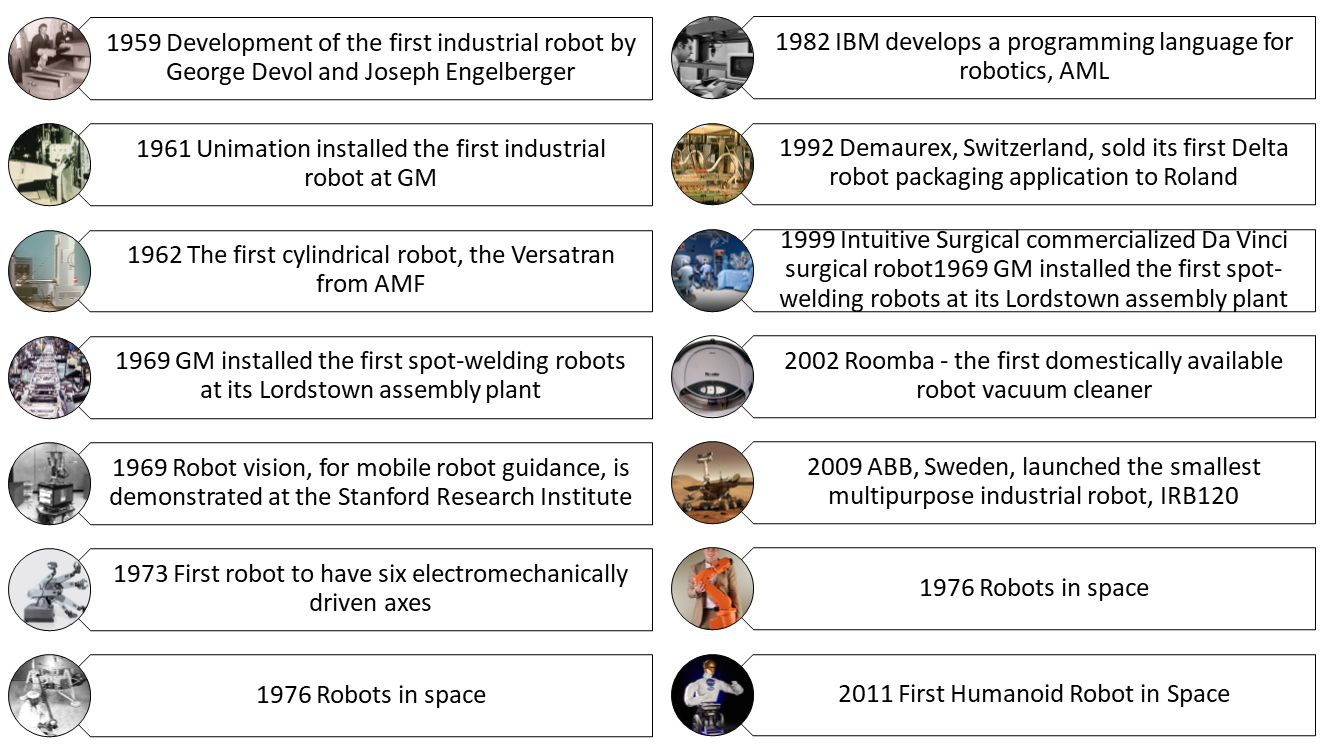 1959 Development of the first industrial robot by
George Devol and Joseph Engelberger
1961 Unimation installed the first industrial
robot at GM
1962 The first cylindrical robot, the Versatran
from AMF
1969 GM installed the first spot-welding robots
at its Lordstown assembly plant
1969 Robot vision, for mobile robot guidance, is
demonstrated at the Stanford Research Institute
1973 First robot to have six electromechanically
driven axes
1976 Robots in space
1982 IBM develops a programming language for
robotics, AML
1992 Demaurex, Switzerland, sold its first Delta
robot packaging application to Roland
1999 Intuitive Surgical commercialized Da Vinci
surgical robot1969 GM installed the first spot-
welding robots at its Lordstown assembly plant
2002 Roomba - the first domestically available
robot vacuum cleaner
2009 ABB, Sweden, launched the smallest
multipurpose industrial robot, IRB120
1976 Robots in space
2011 First Humanoid Robot in Space